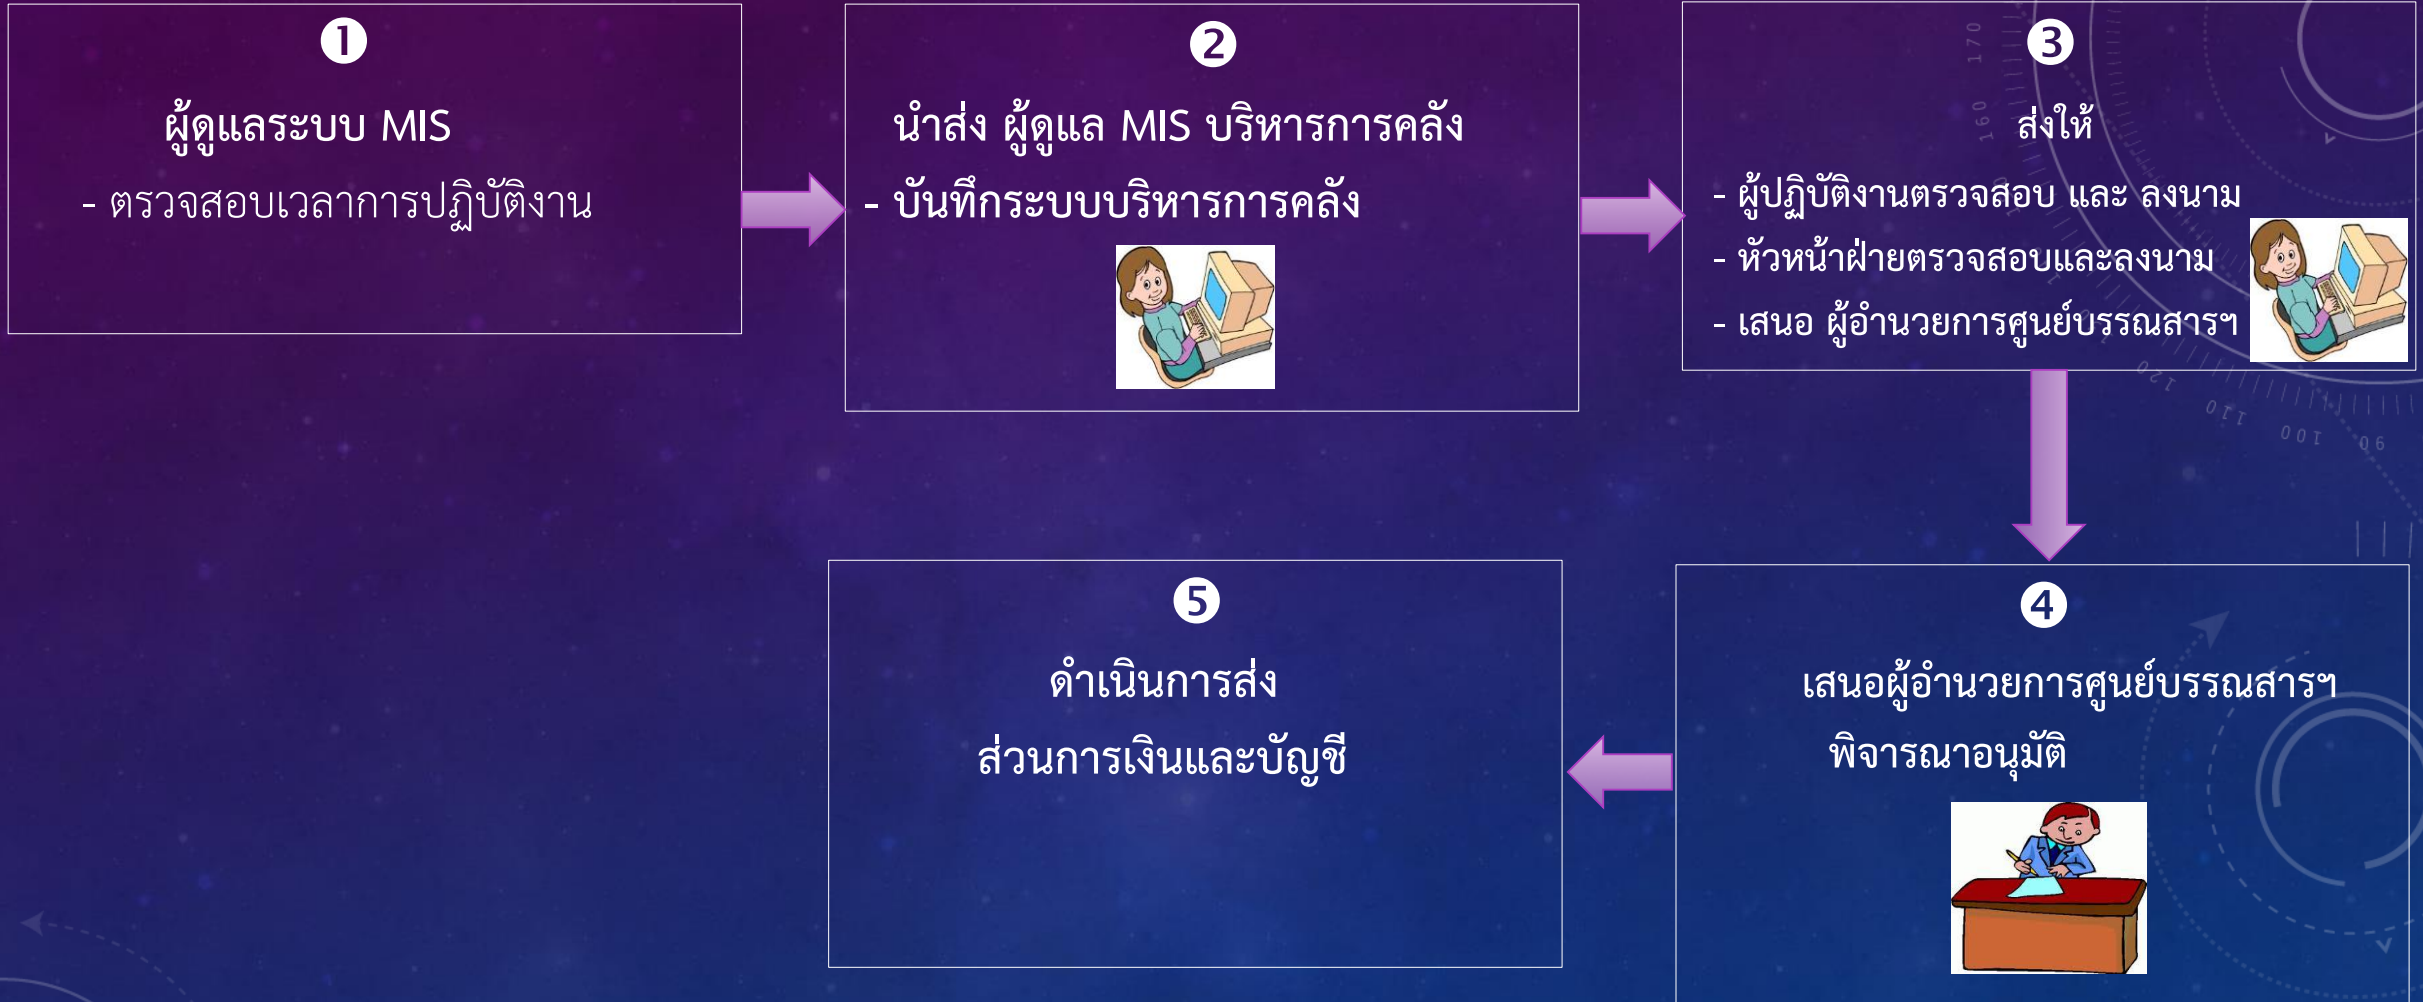 ❶
ผู้ดูแลระบบ MIS
- ตรวจสอบเวลาการปฏิบัติงาน
❷
นำส่ง ผู้ดูแล MIS บริหารการคลัง
- บันทึกระบบบริหารการคลัง
❸
ส่งให้
- ผู้ปฏิบัติงานตรวจสอบ และ ลงนาม
- หัวหน้าฝ่ายตรวจสอบและลงนาม
- เสนอ ผู้อำนวยการศูนย์บรรณสารฯ
170
160
120
110
100
90
❹
เสนอผู้อำนวยการศูนย์บรรณสารฯ
พิจารณาอนุมัติ
❺
ดำเนินการส่ง
ส่วนการเงินและบัญชี